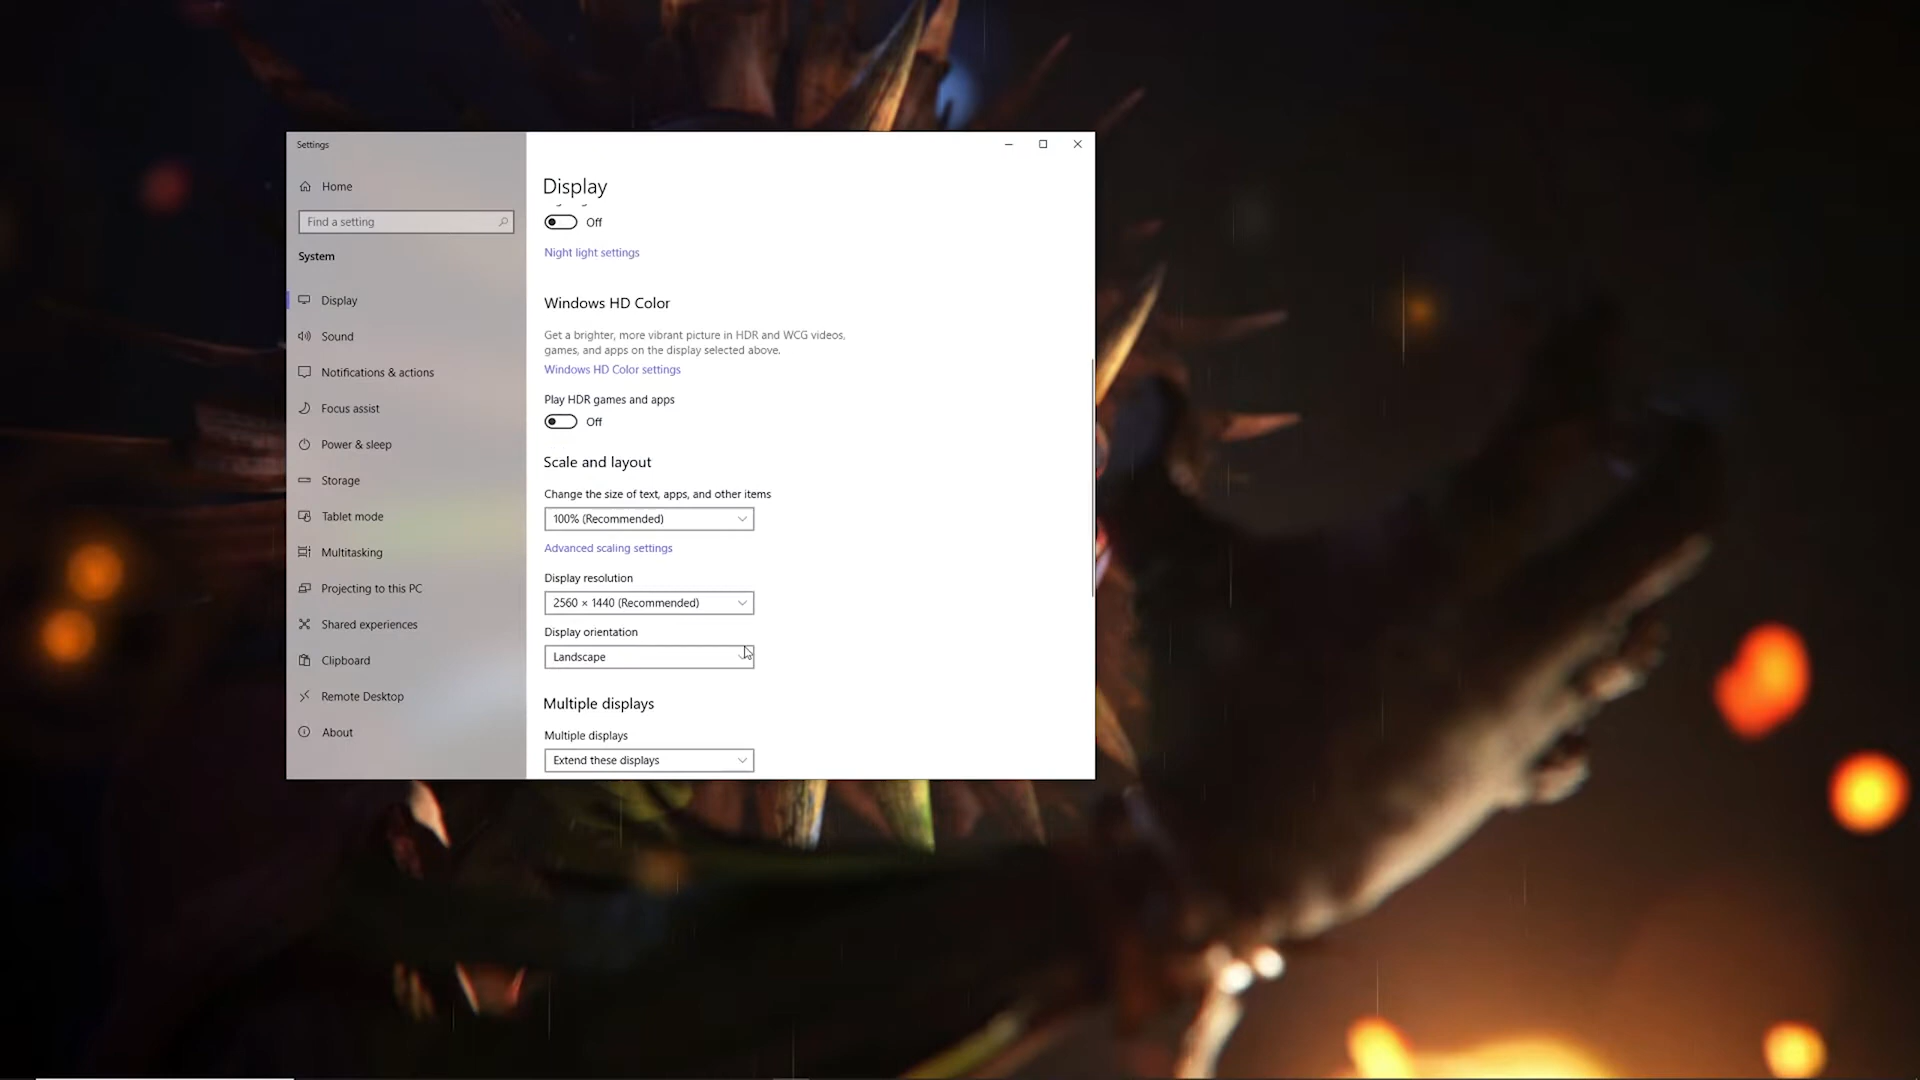 Settings
Home
Find a setting
System
Display
Sound
Notifications & actions
Focus assist
Power & sleep
Storage
Tablet mode
Multitasking
Projecting to this PC
Shared experiences
Clipboard
Remote Desktop
About
Display
Off
Night light settings
Windows HD Color
Get a brighter, more vibrant picture in HDR and WCG videos,
games, and apps on the display selected above.
Windows HD Color settings
Play HDR games and apps
Off
Scale and layout
Change the size of text, apps, and other items
100% (Recommended)
Advanced scaling settings
Display resolution
2560 × 1440 (Recommended)
Display orientation
Landscape
Multiple displays
Multiple displays
Extend these displays